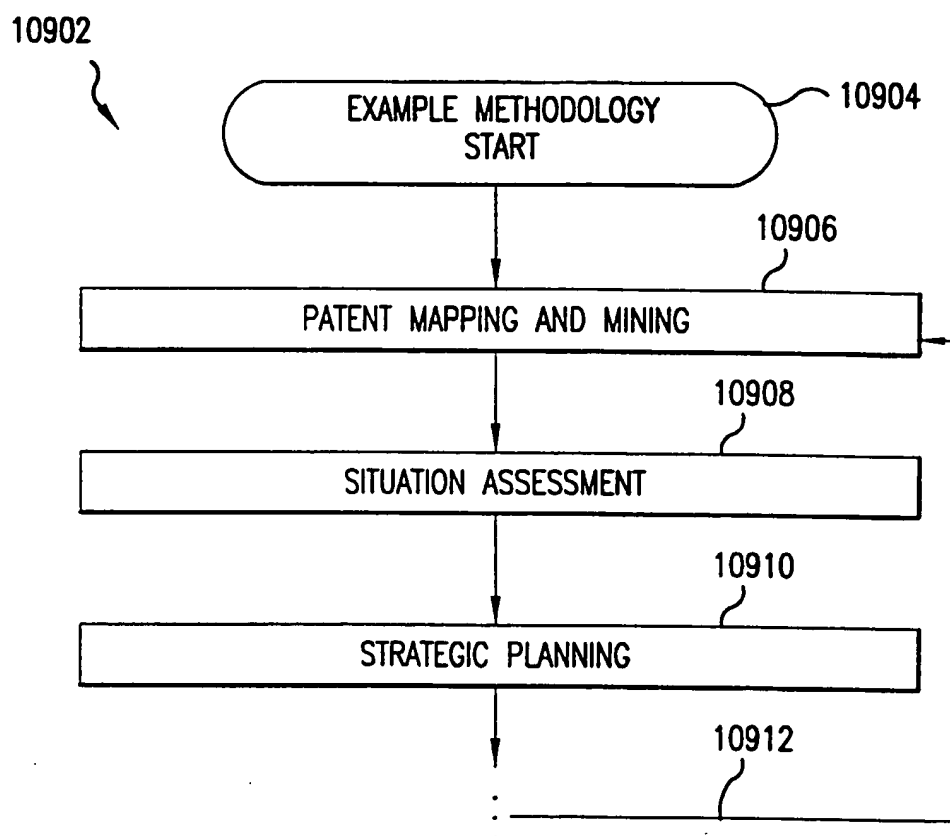 10902
EXAMPLE METHODOLOGY
START
10904
10906
PATENT MAPPING AND MINING
10908
SITUATION ASSESSMENT
10910
STRATEGIC PLANNING
10912